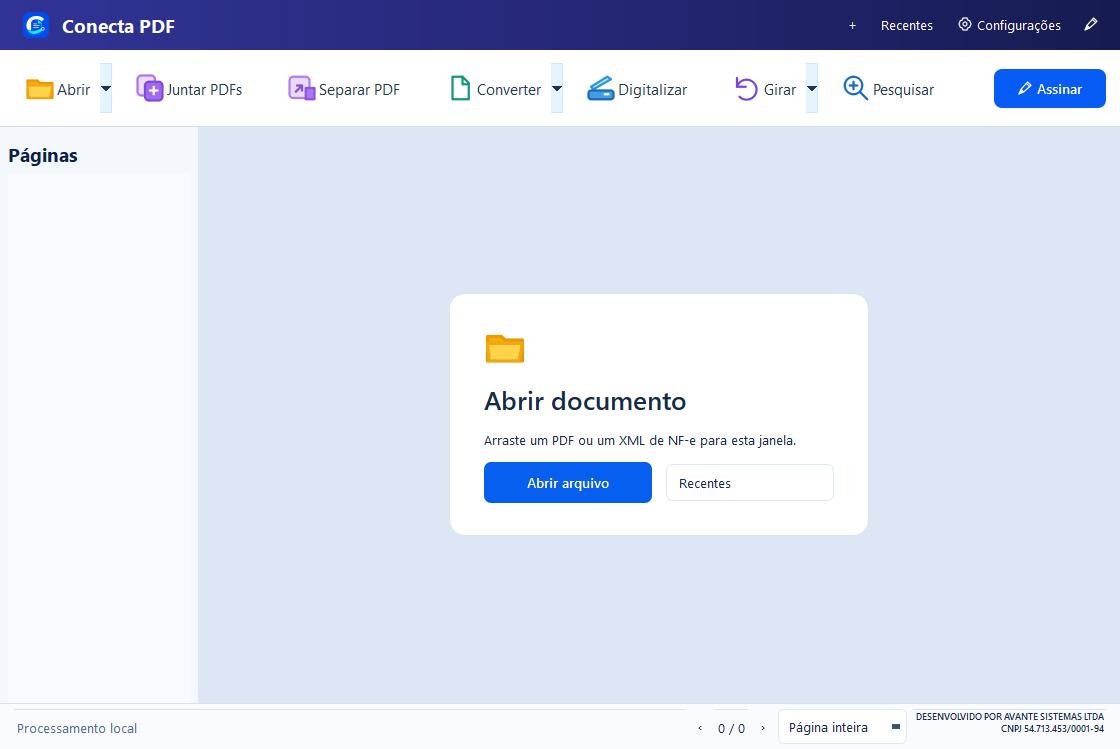 Conecta PDF
+ Recentes Configurações
Abrir Juntar PDFs Separar PDF Converter Digitalizar Girar Pesquisar Assinar
Páginas
Abrir documento
Arraste um PDF ou um XML de NF-e para esta janela.
Abrir arquivo Recentes
Processamento local
‹ 0 / 0 › Página inteira
DESENVOLVIDO POR AVANTE SISTEMAS LTDA
CNPJ 54.713.453/0001-94